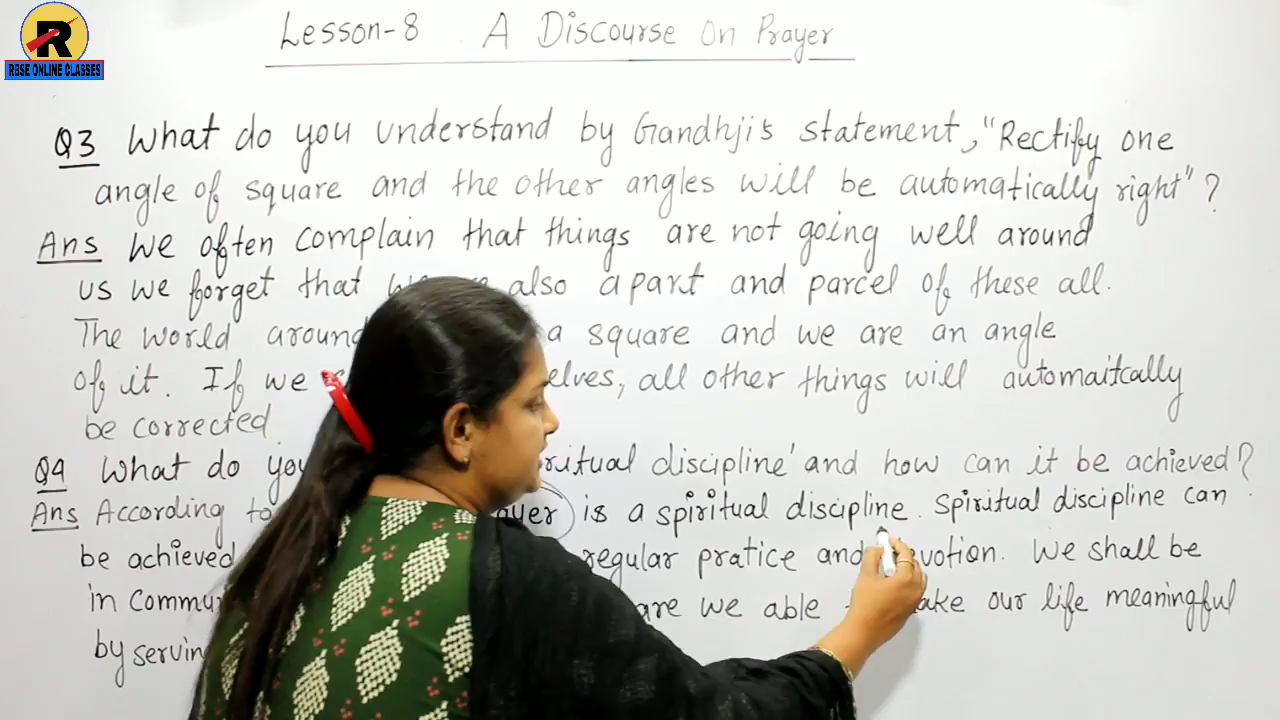 R
RBSE ONLINE CLASSES
Lesson-8 A Discourse On Prayer
Q3 What do you understand by Gandhji's statement, "Rectify one
angle of square and the other angles will be automatically right"?
Ans We often complain that things are not going well around
us we forget that also a part and parcel of these all.
The world around a square and we are an angle
of it. If we elves, all other things will automaitcally
be corrected.
Q4 What do you ritual discipline' and how can it be achieved?
Ans According to ayer is a spiritual discipline. Spiritual discipline can
be achieved regular pratice and votion. We shall be
in commu are we able ake our life meaningful
by servin